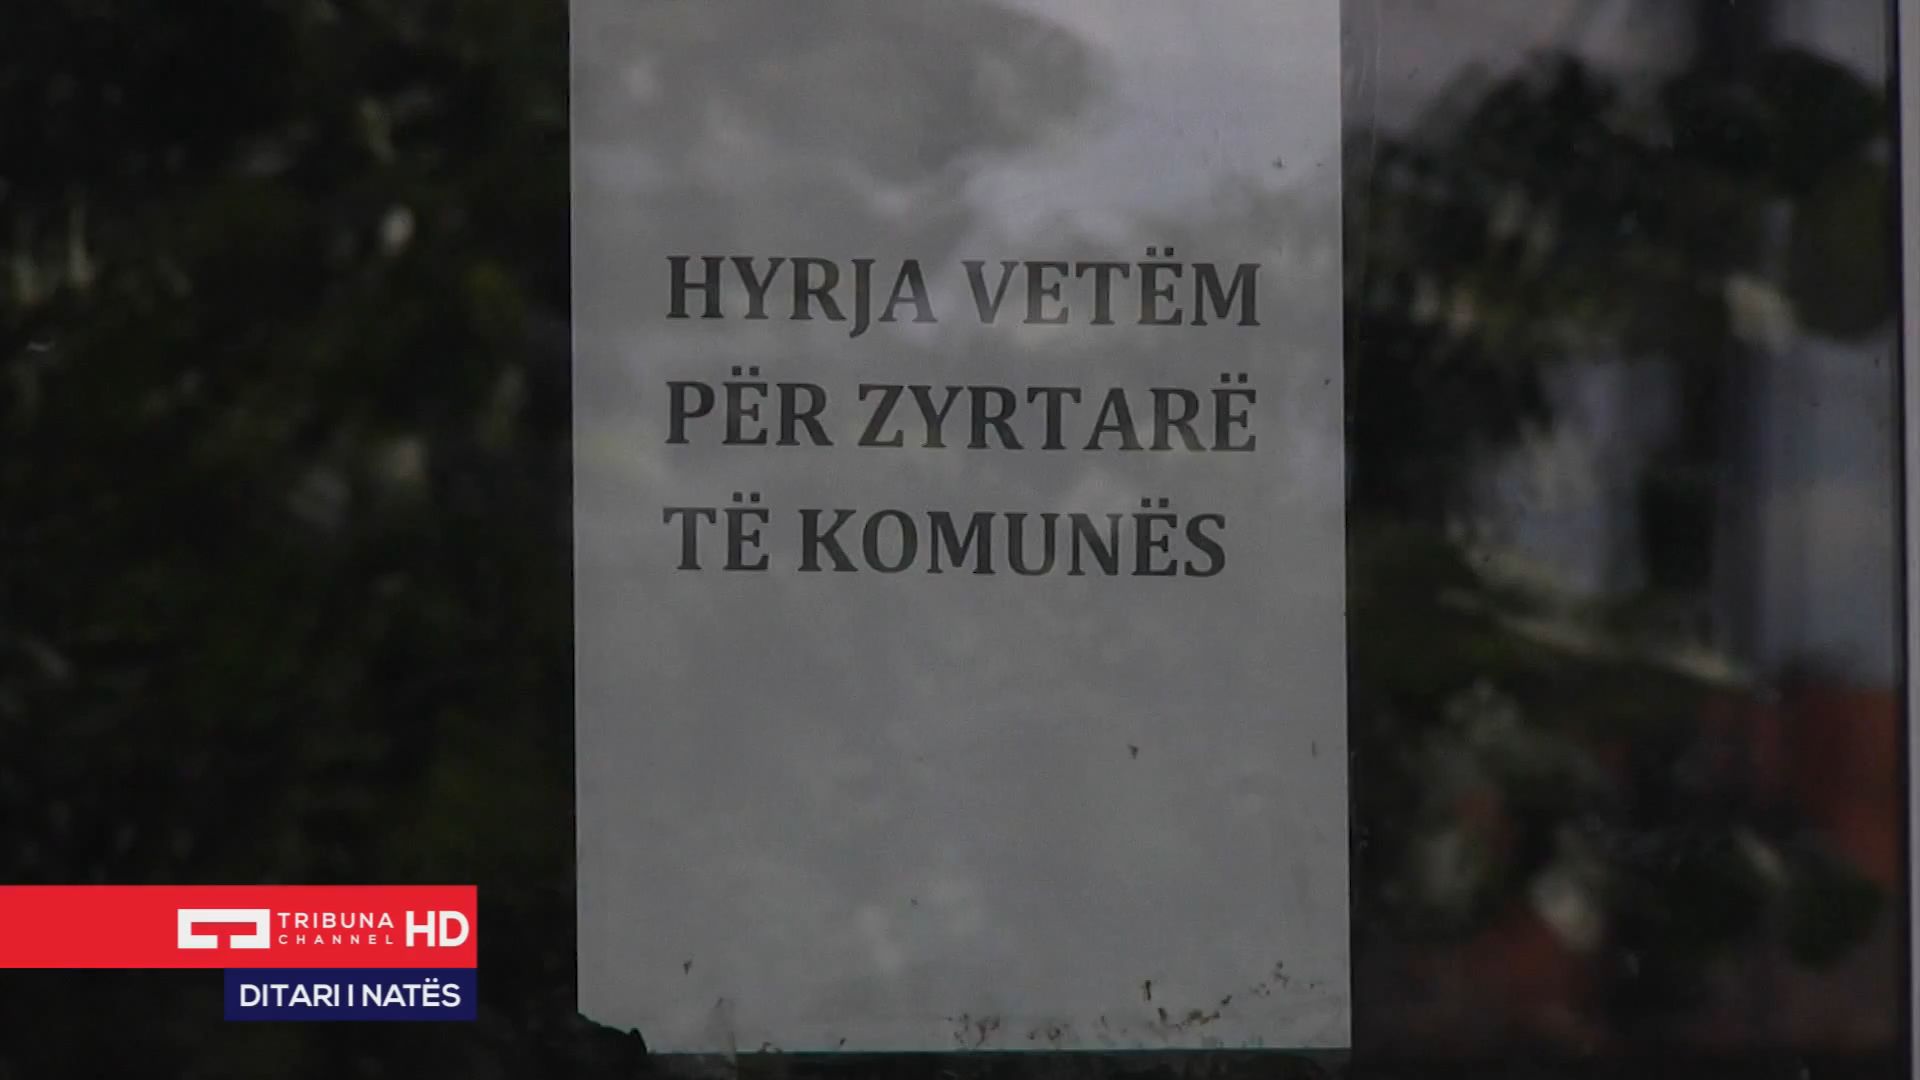 HYRJA VETËM
PËR ZYRTARË
TË KOMUNËS
TRIBUNA
CHANNEL
HD
DITARI I NATËS